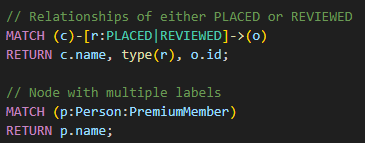 // Relationships of either PLACED or REVIEWED
MATCH (c)-[r:PLACED|REVIEWED]->(o)
RETURN c.name, type(r), o.id;
// Node with multiple labels
MATCH (p:Person:PremiumMember)
RETURN p.name;